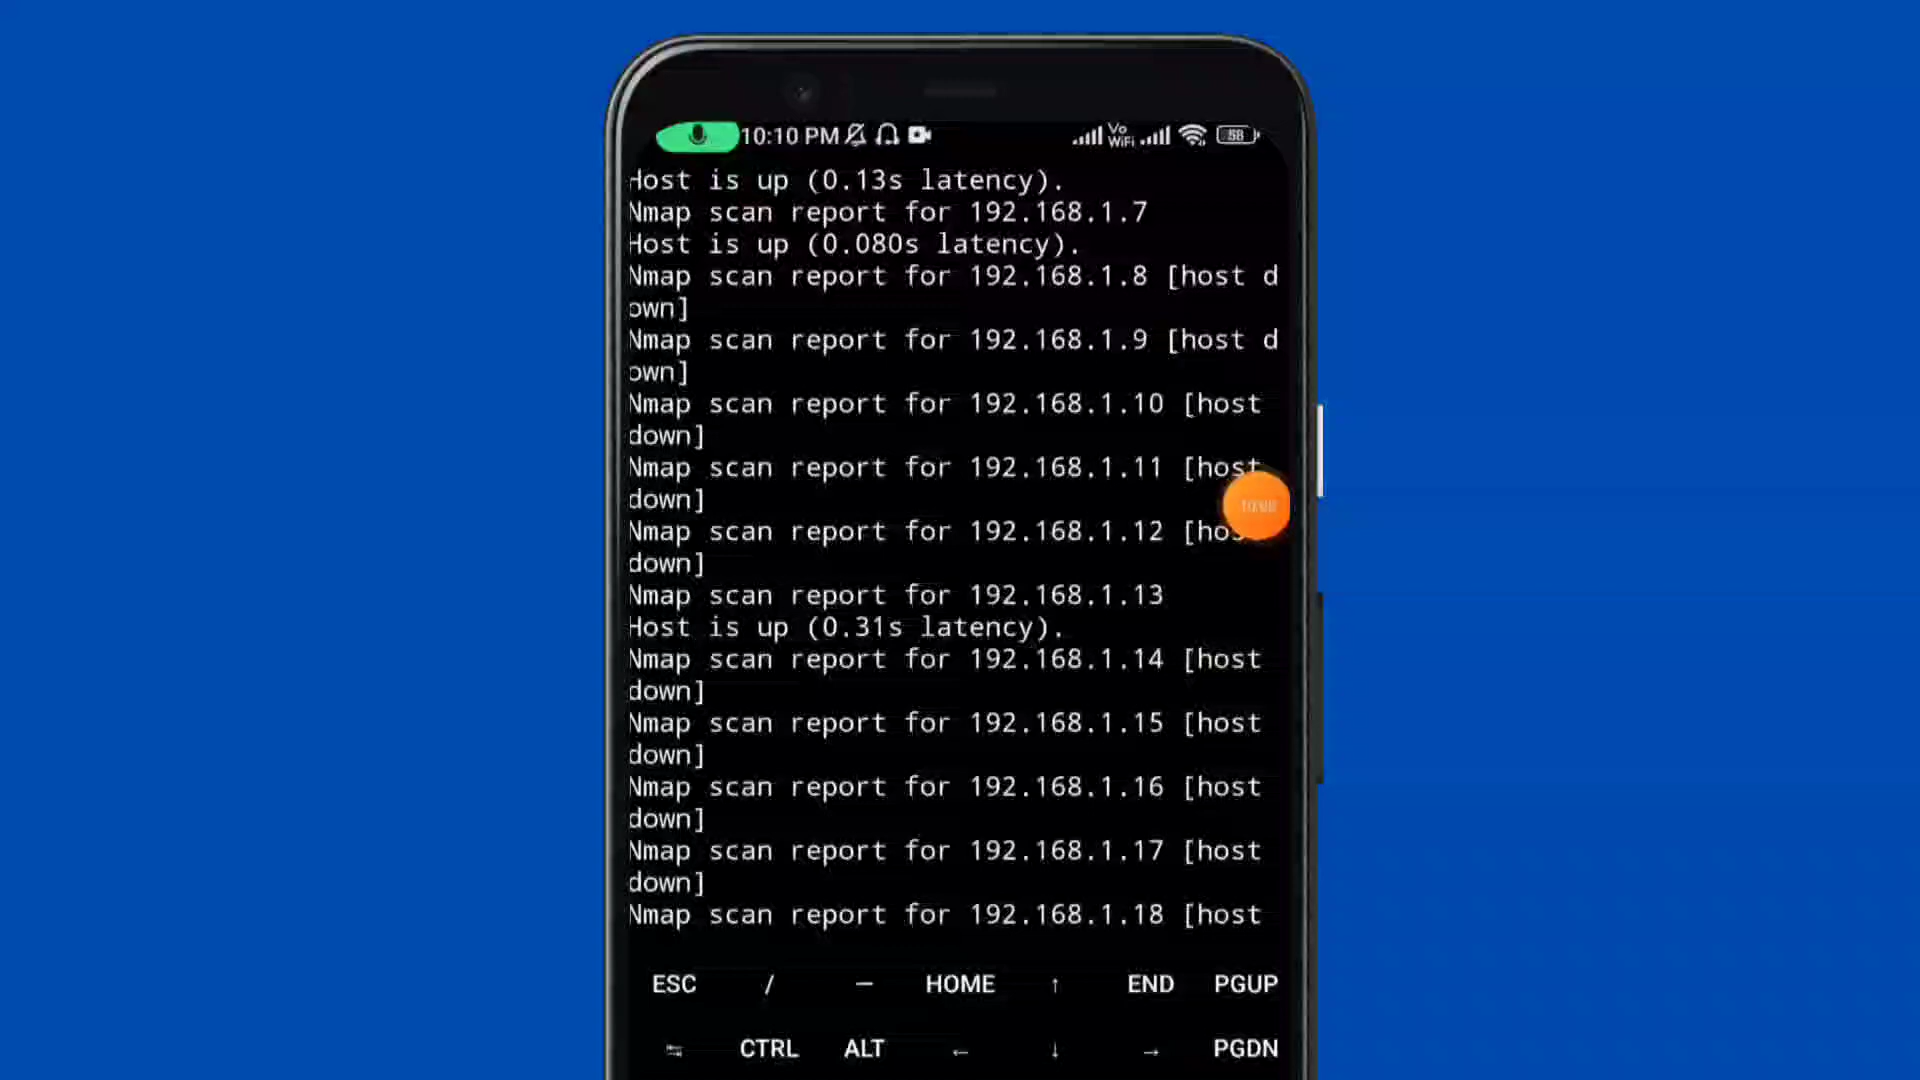 10:10 PM Vo WiFi 58
Host is up (0.13s latency).
Nmap scan report for 192.168.1.7
Host is up (0.080s latency).
Nmap scan report for 192.168.1.8 [host d
own]
Nmap scan report for 192.168.1.9 [host d
own]
Nmap scan report for 192.168.1.10 [host
down]
Nmap scan report for 192.168.1.11 [host
down]
Nmap scan report for 192.168.1.12 [host
down]
Nmap scan report for 192.168.1.13
Host is up (0.31s latency).
Nmap scan report for 192.168.1.14 [host
down]
Nmap scan report for 192.168.1.15 [host
down]
Nmap scan report for 192.168.1.16 [host
down]
Nmap scan report for 192.168.1.17 [host
down]
Nmap scan report for 192.168.1.18 [host
ESC / — HOME ↑ END PGUP
↹ CTRL ALT ← ↓ → PGDN